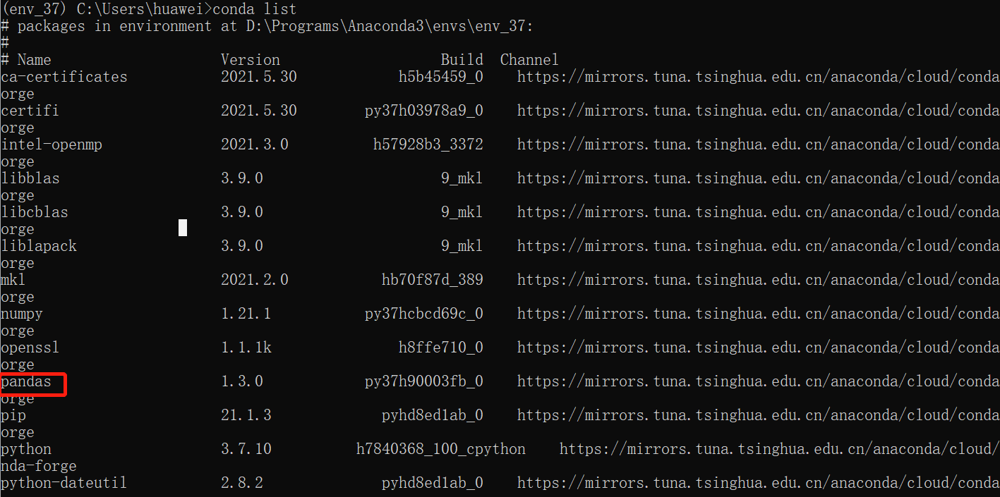 (env_37) C:\Users\huawei>conda list
# packages in environment at D:\Programs\Anaconda3\envs\env_37:
#
# Name Version Build Channel
ca-certificates 2021.5.30 h5b45459_0 https://mirrors.tuna.tsinghua.edu.cn/anaconda/cloud/conda
orge
certifi 2021.5.30 py37h03978a9_0 https://mirrors.tuna.tsinghua.edu.cn/anaconda/cloud/conda
orge
intel-openmp 2021.3.0 h57928b3_3372 https://mirrors.tuna.tsinghua.edu.cn/anaconda/cloud/conda
orge
libblas 3.9.0 9_mkl https://mirrors.tuna.tsinghua.edu.cn/anaconda/cloud/conda
orge
libcblas 3.9.0 9_mkl https://mirrors.tuna.tsinghua.edu.cn/anaconda/cloud/conda
orge
liblapack 3.9.0 9_mkl https://mirrors.tuna.tsinghua.edu.cn/anaconda/cloud/conda
orge
mkl 2021.2.0 hb70f87d_389 https://mirrors.tuna.tsinghua.edu.cn/anaconda/cloud/conda
orge
numpy 1.21.1 py37hcbcd69c_0 https://mirrors.tuna.tsinghua.edu.cn/anaconda/cloud/conda
orge
openssl 1.1.1k h8ffe710_0 https://mirrors.tuna.tsinghua.edu.cn/anaconda/cloud/conda
orge
pandas 1.3.0 py37h90003fb_0 https://mirrors.tuna.tsinghua.edu.cn/anaconda/cloud/conda
orge
pip 21.1.3 pyhd8ed1ab_0 https://mirrors.tuna.tsinghua.edu.cn/anaconda/cloud/conda
orge
python 3.7.10 h7840368_100_cpython https://mirrors.tuna.tsinghua.edu.cn/anaconda/cloud/
nda-forge
python-dateutil 2.8.2 pyhd8ed1ab_0 https://mirrors.tuna.tsinghua.edu.cn/anaconda/cloud/conda